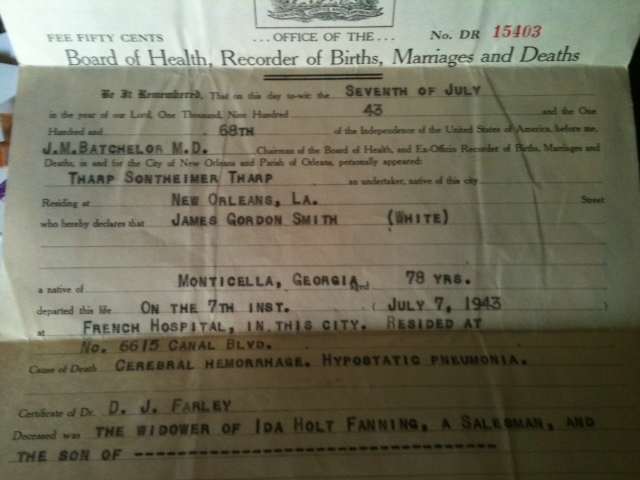 FEE FIFTY CENTS ...OFFICE OF THE... No. DR 15403
Board of Health, Recorder of Births, Marriages and Deaths
Be It Remembered, That on this day to-wit: the SEVENTH OF JULY
in the year of our Lord, One Thousand, Nine Hundred 43 and the One
Hundred and 68TH of the Independence of the United States of America, before me,
J.M.BATCHELOR M.D. Chairman of the Board of Health, and Ex-Officio Recorder of Births, Marriages and
Deaths, in and for the City of New Orleans and Parish of Orleans, personally appeared:
THARP SONTHEIMER THARP an undertaker, native of this city
Residing at NEW ORLEANS, LA. Street
who hereby declares that JAMES GORDON SMITH (WHITE)
a native of MONTICELLA, GEORGIA aged 78 YRS.
departed this life ON THE 7TH INST. ( JULY 7, 1943 )
at FRENCH HOSPITAL, IN THIS CITY. RESIDED AT
No. 6615 CANAL BLVD.
Cause of Death CEREBRAL HEMORRHAGE. HYPOSTATIC PNEUMONIA.
Certificate of Dr. D. J. FARLEY
Deceased was THE WIDOWER OF IDA HOLT FANNING, A SALESMAN, AND
THE SON OF -----------------------------------